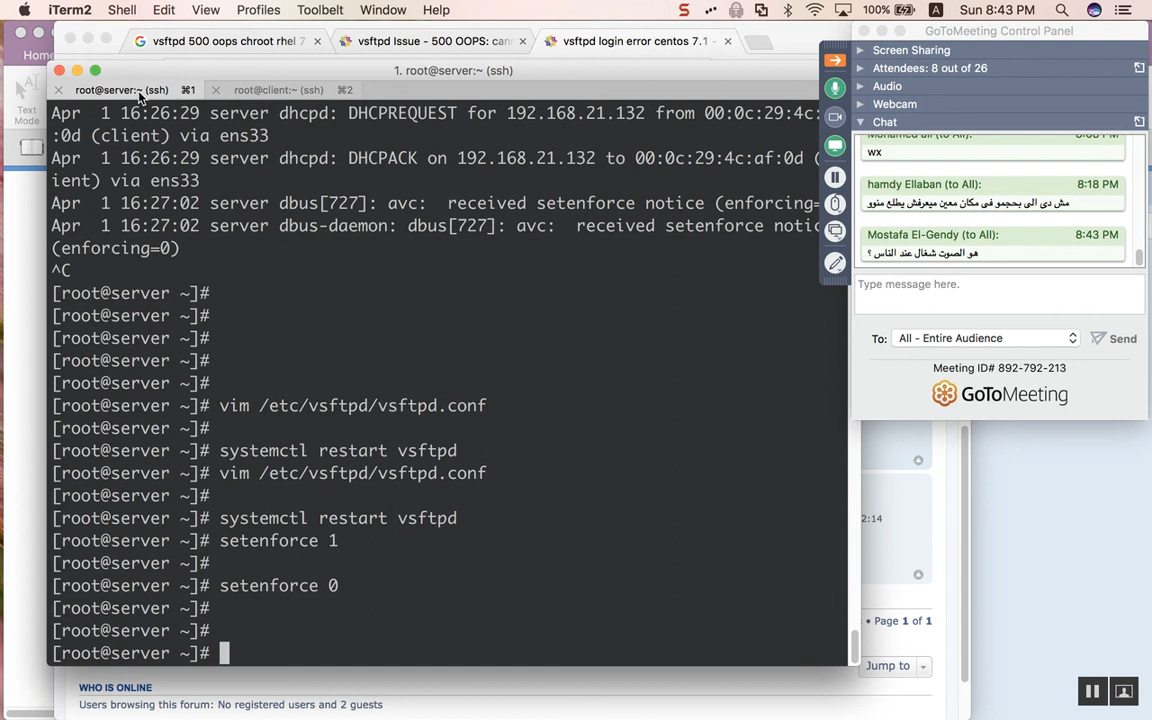 iTerm2 Shell Edit View Profiles Toolbelt Window Help
100% A Sun 8:43 PM
vsftpd 500 oops chroot rhel 7
vsftpd Issue - 500 OOPS: can
vsftpd login error centos 7.1 -
GoToMeeting Control Panel
Home
1. root@server:~ (ssh)
root@server:~ (ssh) ⌘1
root@client:~ (ssh) ⌘2
Text
Mode
Apr 1 16:26:29 server dhcpd: DHCPREQUEST for 192.168.21.132 from 00:0c:29:4c:
:0d (client) via ens33
Apr 1 16:26:29 server dhcpd: DHCPACK on 192.168.21.132 to 00:0c:29:4c:af:0d (
ient) via ens33
Apr 1 16:27:02 server dbus[727]: avc: received setenforce notice (enforcing=
Apr 1 16:27:02 server dbus-daemon: dbus[727]: avc: received setenforce notic
(enforcing=0)
^C
[root@server ~]#
[root@server ~]#
[root@server ~]#
[root@server ~]#
[root@server ~]#
[root@server ~]# vim /etc/vsftpd/vsftpd.conf
[root@server ~]#
[root@server ~]# systemctl restart vsftpd
[root@server ~]# vim /etc/vsftpd/vsftpd.conf
[root@server ~]#
[root@server ~]# systemctl restart vsftpd
[root@server ~]# setenforce 1
[root@server ~]#
[root@server ~]# setenforce 0
[root@server ~]#
[root@server ~]#
[root@server ~]#
Screen Sharing
Attendees: 8 out of 26
Audio
Webcam
Chat
wx
hamdy Ellaban (to All): 8:18 PM
مش دى الى بحجمو فى مكان معين ميعرفش يطلع منوو
Mostafa El-Gendy (to All): 8:43 PM
هو الصوت شغال عند الناس ؟
Type message here.
To: All - Entire Audience Send
Meeting ID# 892-792-213
GoToMeeting
2:14
• Page 1 of 1
Jump to
WHO IS ONLINE
Users browsing this forum: No registered users and 2 guests